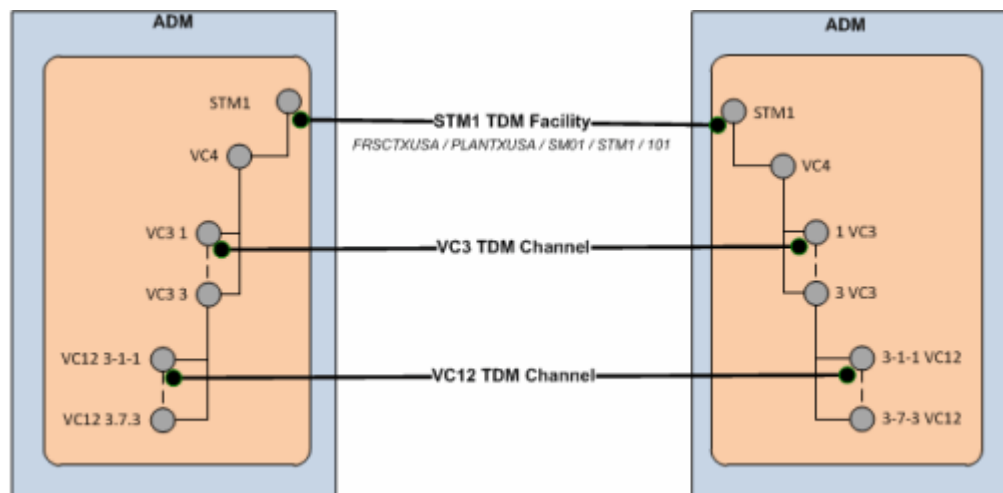 ADM
ADM
STM1
STM1 TDM Facility
STM1
FRSCTXUSA / PLANTXUSA / SM01 / STM1 / 101
VC4
VC4
VC3 1
VC3 TDM Channel
1 VC3
VC3 3
3 VC3
VC12 3-1-1
VC12 TDM Channel
3-1-1 VC12
VC12 3.7.3
3-7-3 VC12